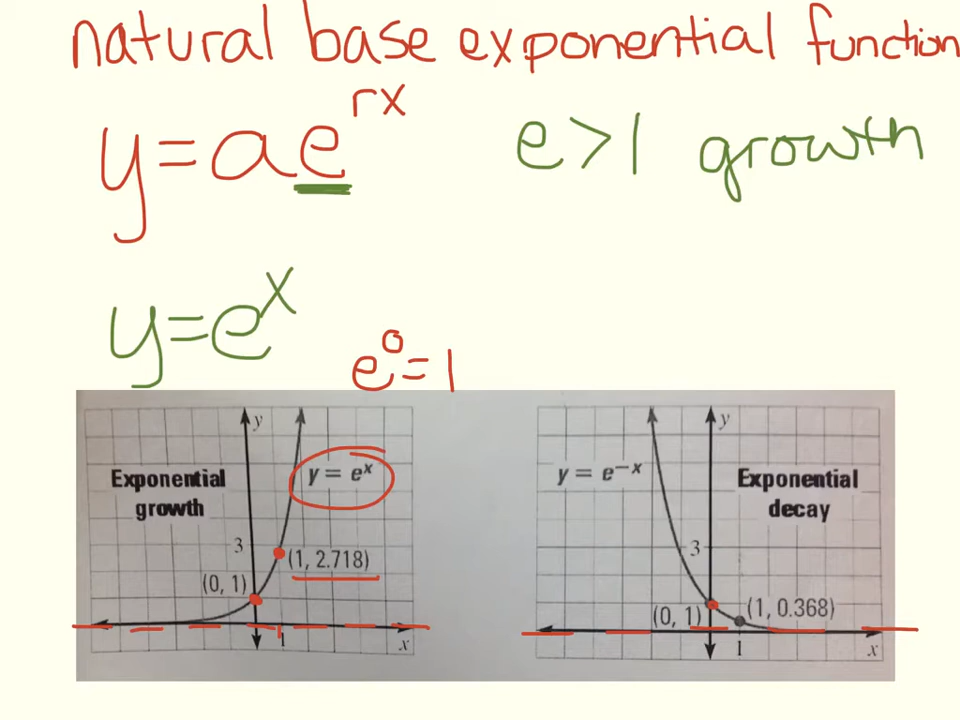 natural base exponential function
y=ae^rx
e>1 growth
y=e^x
e^0=1
y
Exponential
growth
y = e^x
3
(1, 2.718)
(0, 1)
1
x
y
y = e^−x
Exponential
decay
3
(0, 1)
(1, 0.368)
1
x